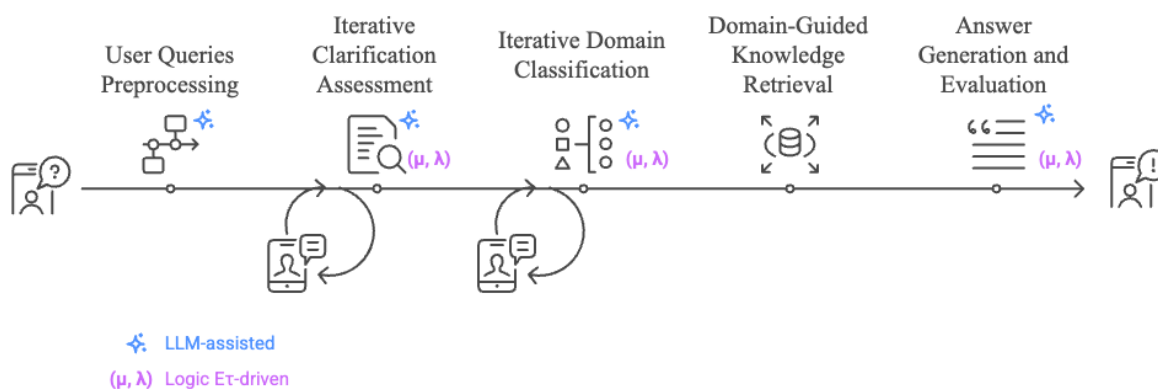 User Queries
Preprocessing
Iterative
Clarification
Assessment
(μ, λ)
Iterative Domain
Classification
(μ, λ)
Domain-Guided
Knowledge
Retrieval
Answer
Generation and
Evaluation
(μ, λ)
?
!
LLM-assisted
(μ, λ) Logic Eτ-driven